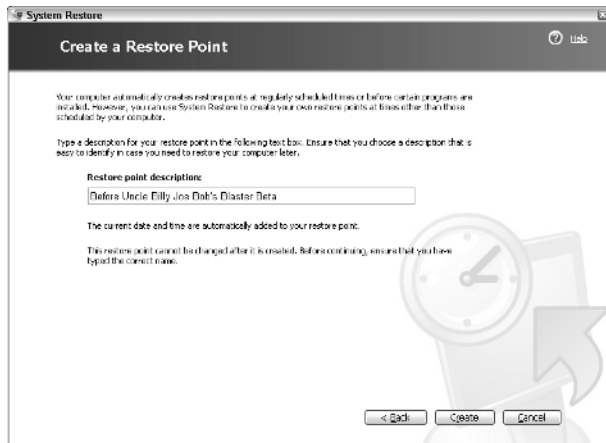 System Restore
Create a Restore Point
Help
Your computer automatically creates restore points at regularly scheduled times or before certain programs are
installed. However, you can use System Restore to create your own restore points at times other than those
scheduled by your computer.
Type a description for your restore point in the following text box. Ensure that you choose a description that is
easy to identify in case you need to restore your computer later.
Restore point description:
Before Uncle Billy Joe Bob's Blaster Beta
The current date and time are automatically added to your restore point.
This restore point cannot be changed after it is created. Before continuing, ensure that you have
typed the correct name.
< Back
Create
Cancel